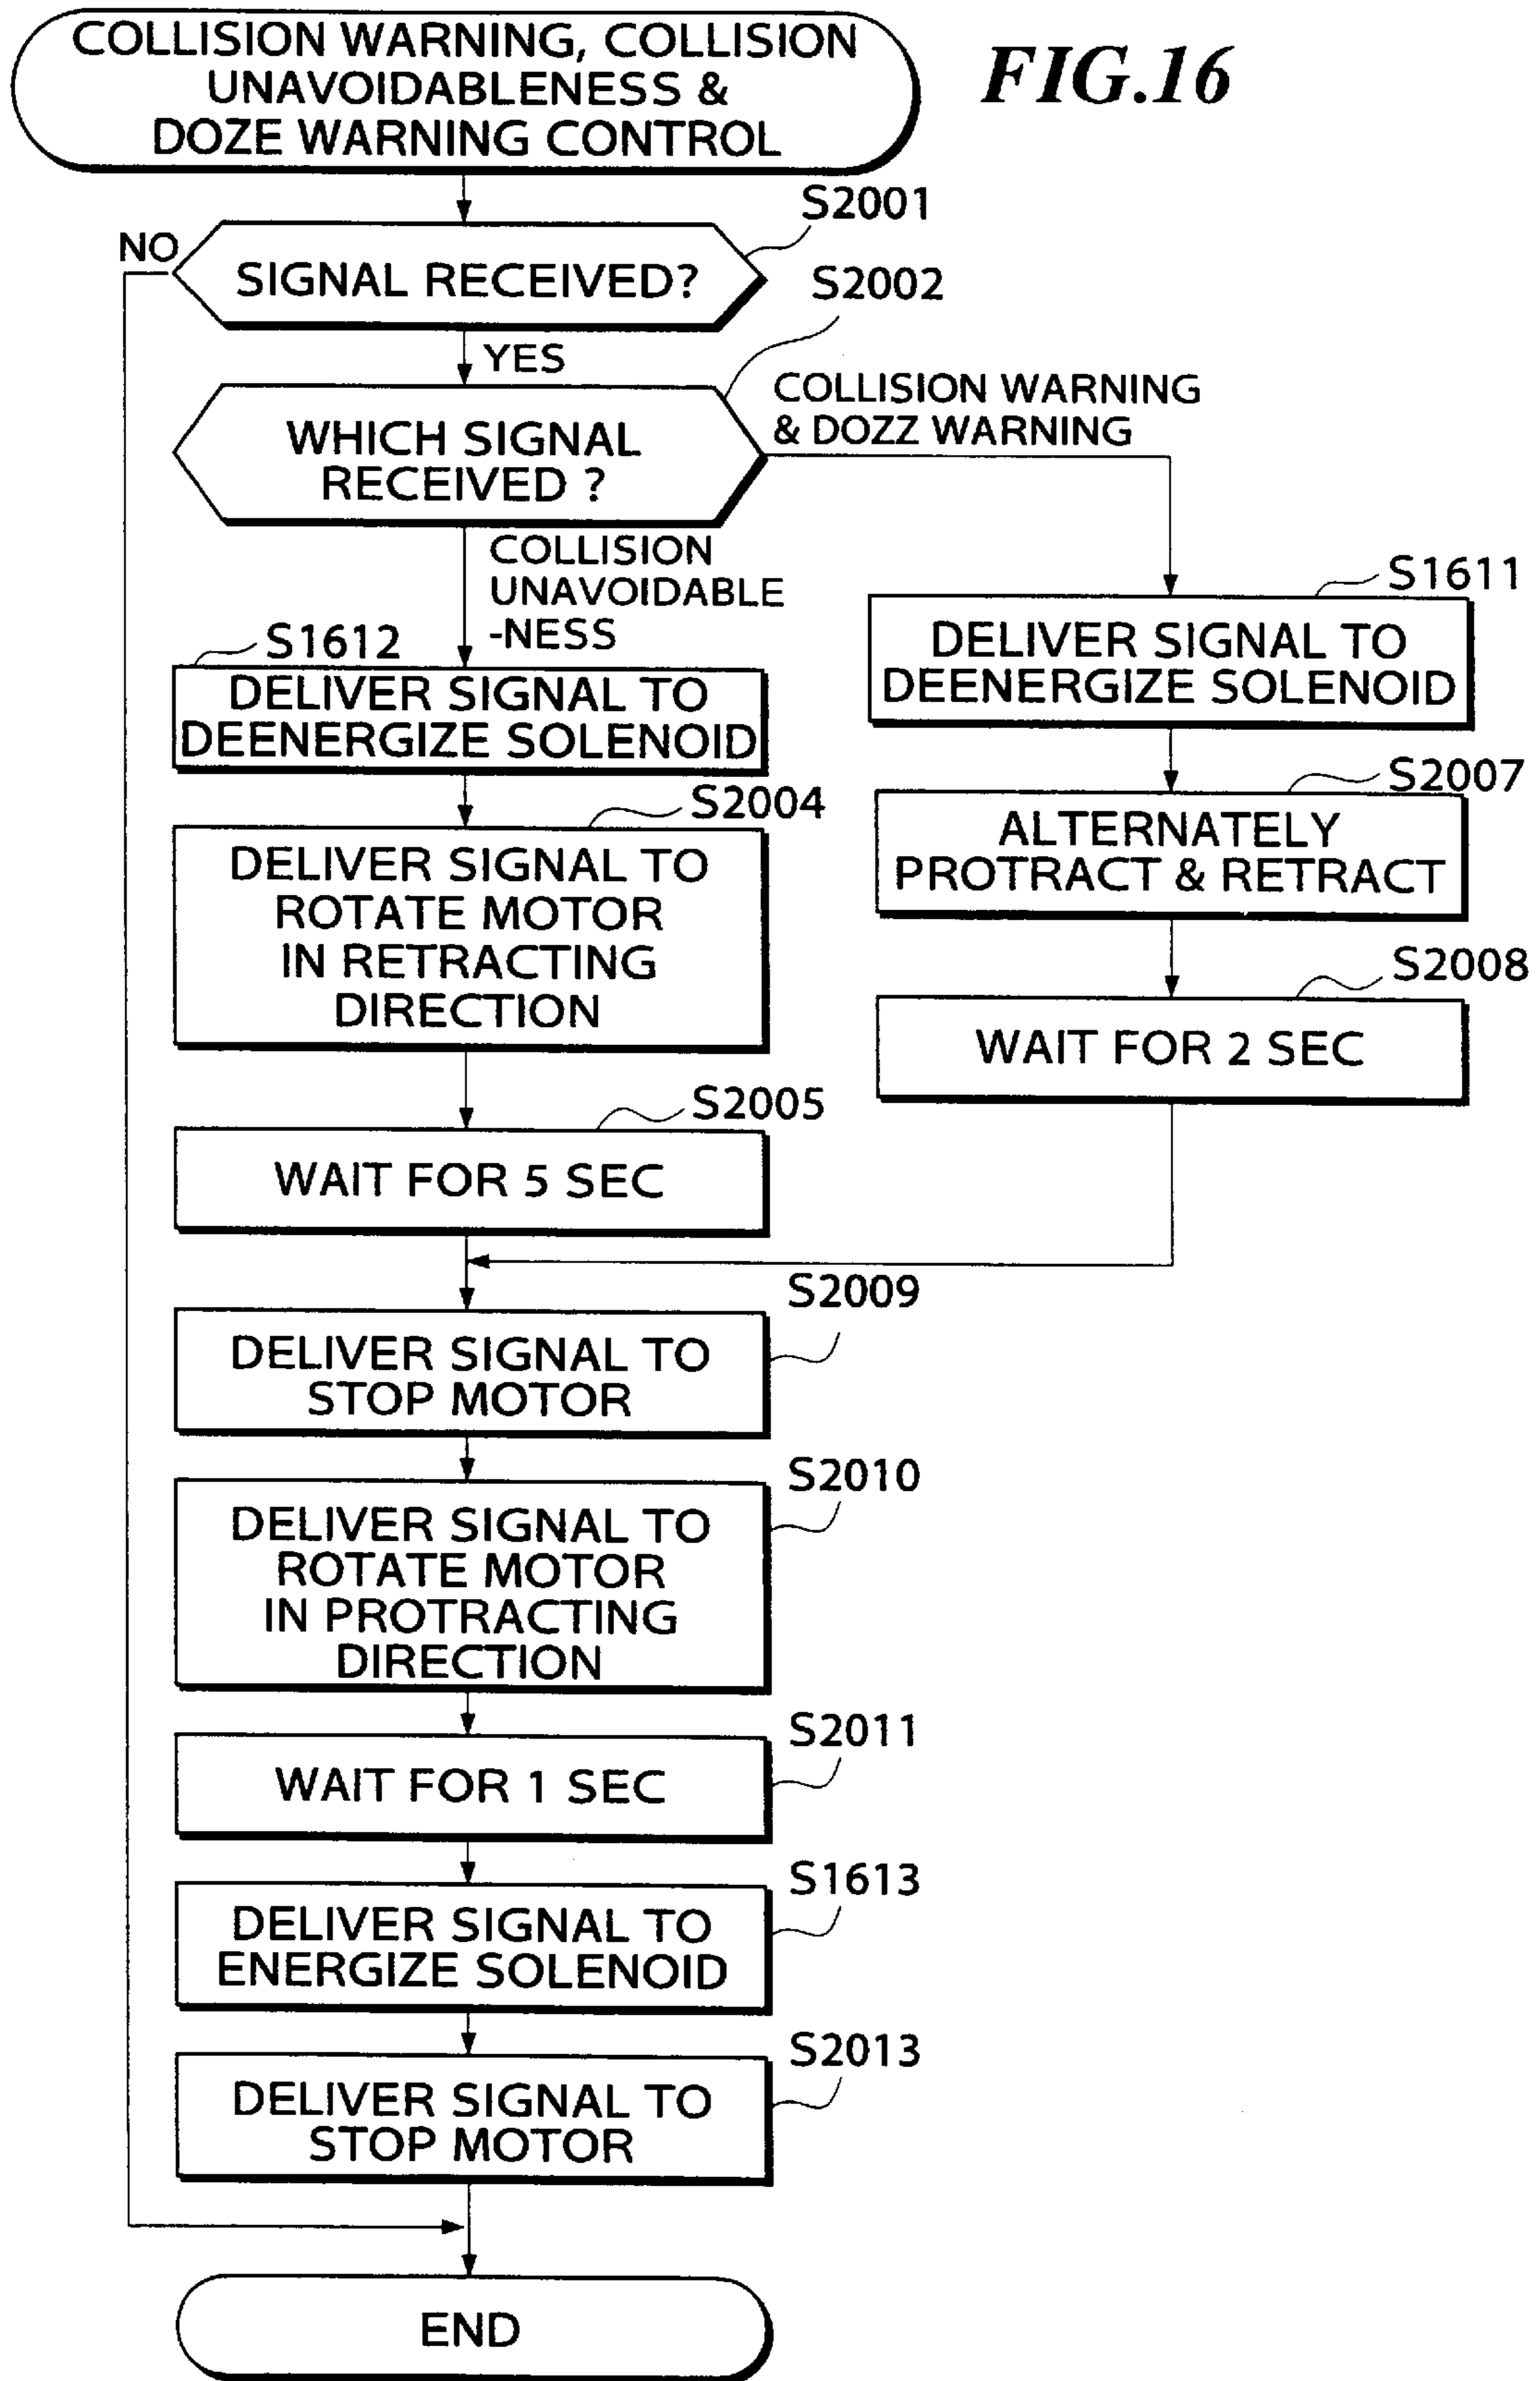 COLLISION WARNING, COLLISION
UNAVOIDABLENESS &
DOZE WARNING CONTROL
FIG.16
S2001
NO
SIGNAL RECEIVED?
S2002
YES
COLLISION WARNING
& DOZZ WARNING
WHICH SIGNAL
RECEIVED ?
COLLISION
UNAVOIDABLE
-NESS
S1611
DELIVER SIGNAL TO
DEENERGIZE SOLENOID
S1612
DELIVER SIGNAL TO
DEENERGIZE SOLENOID
S2007
ALTERNATELY
PROTRACT & RETRACT
S2004
DELIVER SIGNAL TO
ROTATE MOTOR
IN RETRACTING
DIRECTION
S2008
WAIT FOR 2 SEC
S2005
WAIT FOR 5 SEC
S2009
DELIVER SIGNAL TO
STOP MOTOR
S2010
DELIVER SIGNAL TO
ROTATE MOTOR
IN PROTRACTING
DIRECTION
S2011
WAIT FOR 1 SEC
S1613
DELIVER SIGNAL TO
ENERGIZE SOLENOID
S2013
DELIVER SIGNAL TO
STOP MOTOR
END